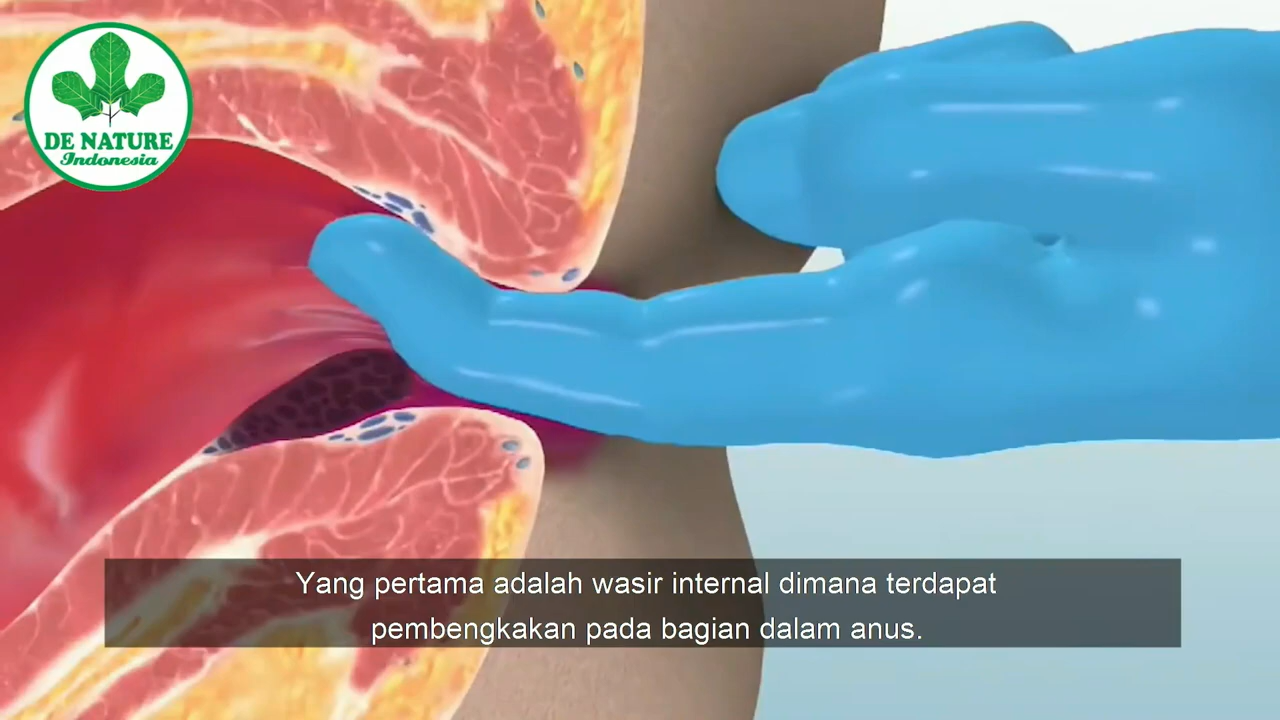 DE NATURE
Indonesia
Yang pertama adalah wasir internal dimana terdapat
pembengkakan pada bagian dalam anus.